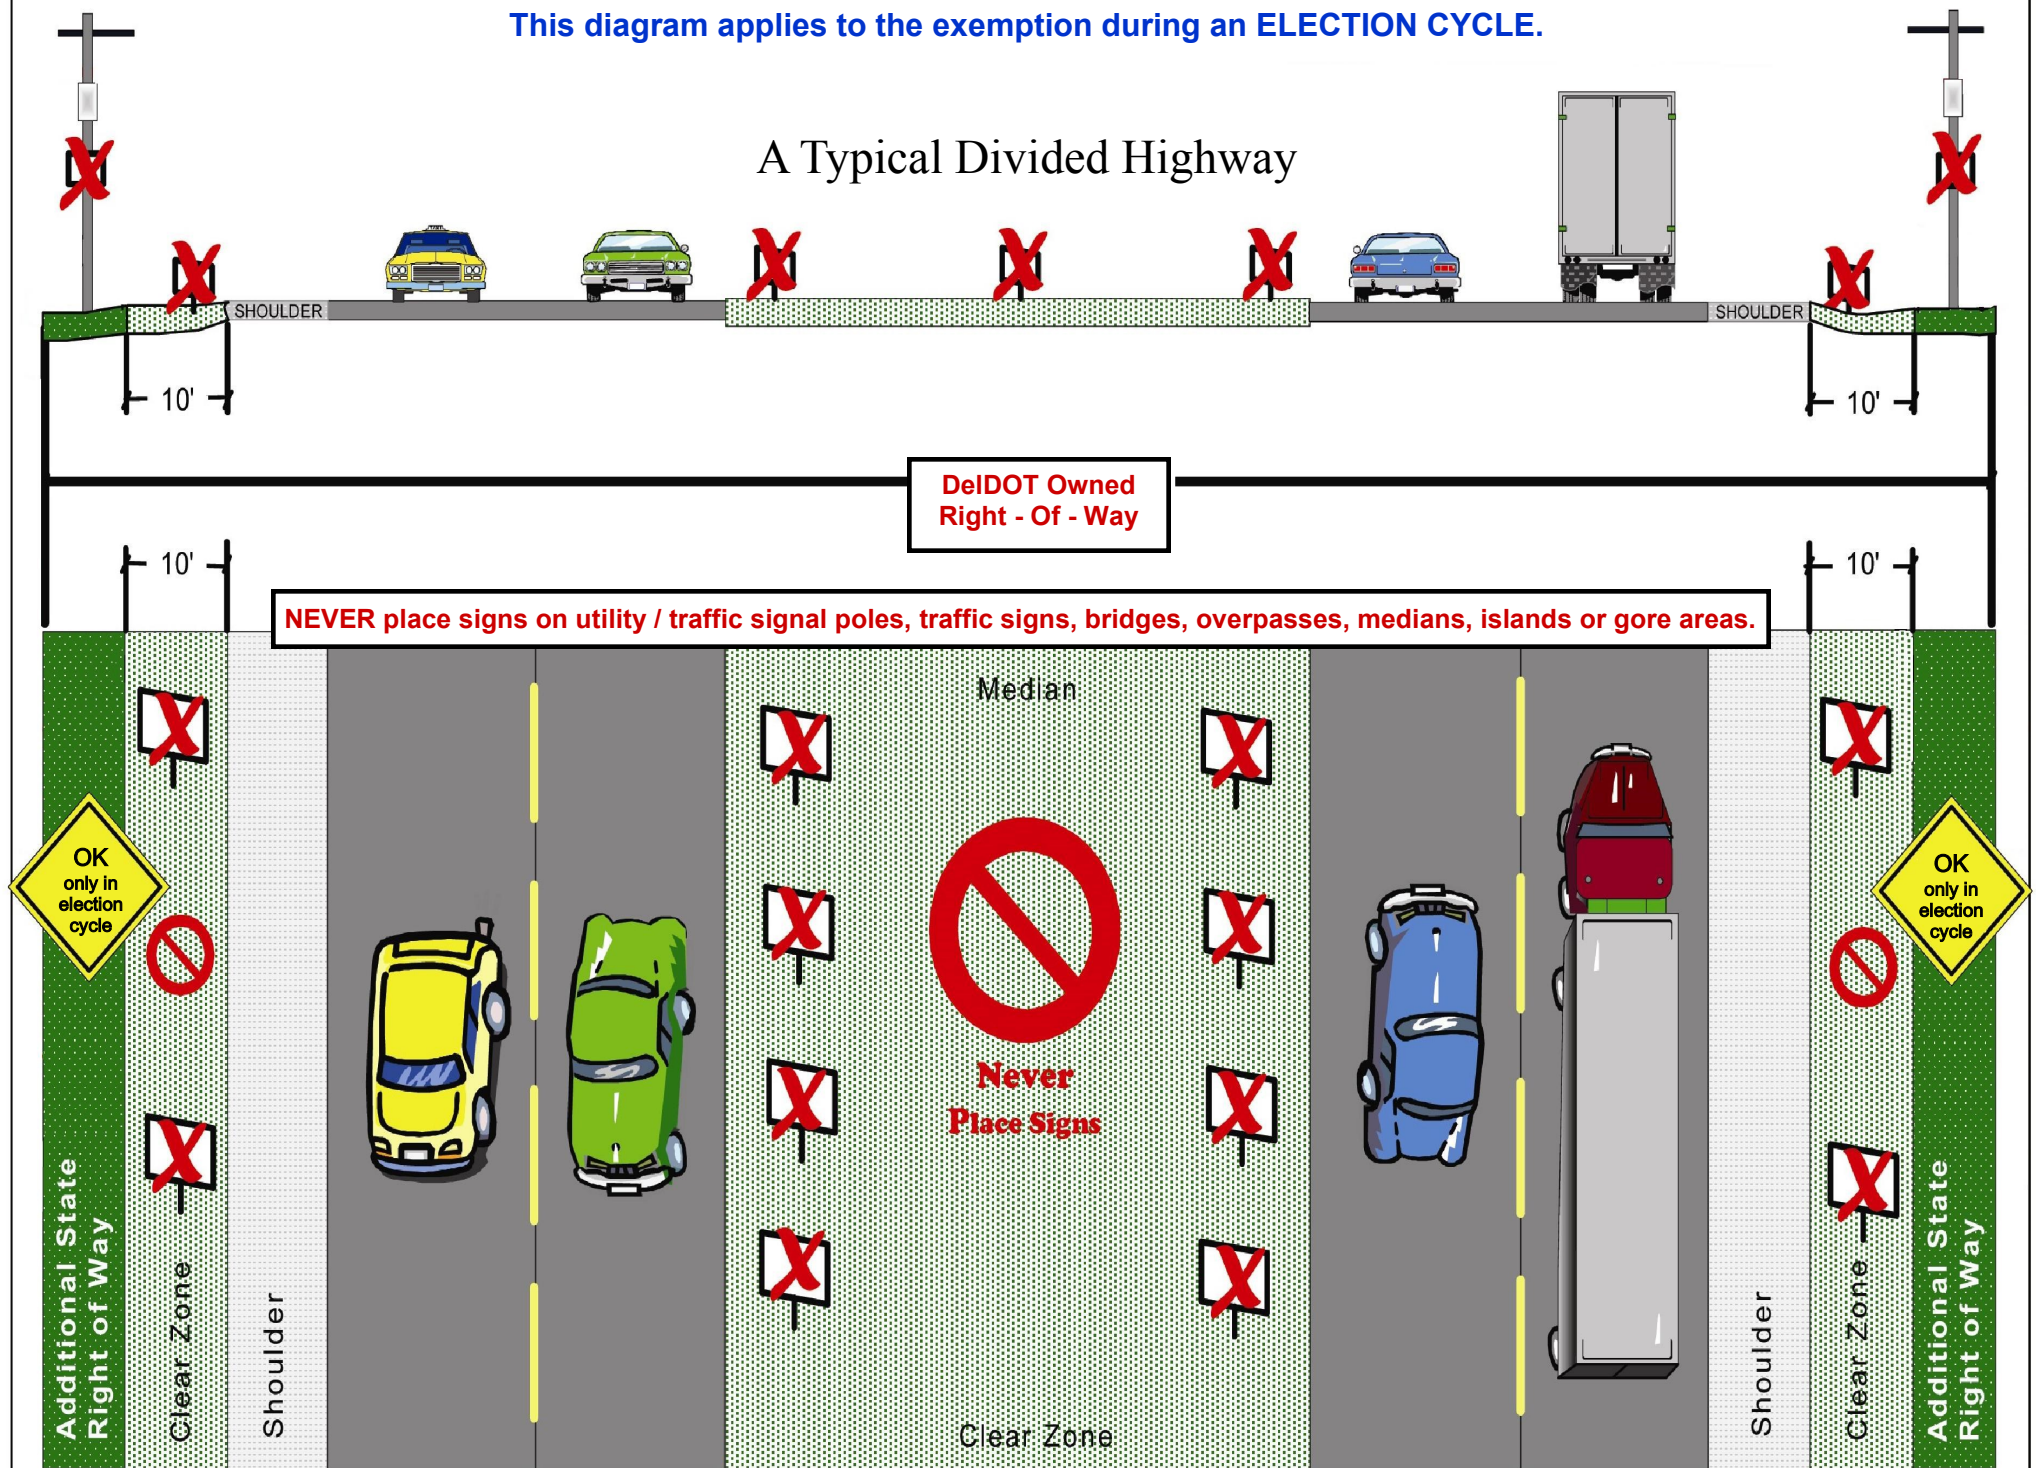 This diagram applies to the exemption during an ELECTION CYCLE.
A Typical Divided Highway
SHOULDER
SHOULDER
10'
10'
DelDOT Owned
Right - Of - Way
10'
10'
NEVER place signs on utility / traffic signal poles, traffic signs, bridges, overpasses, medians, islands or gore areas.
Median
OK
only in
election
cycle
OK
only in
election
cycle
Never
Place Signs
Additional State
Right of Way
Clear Zone
Shoulder
Clear Zone
Shoulder
Clear Zone
Additional State
Right of Way